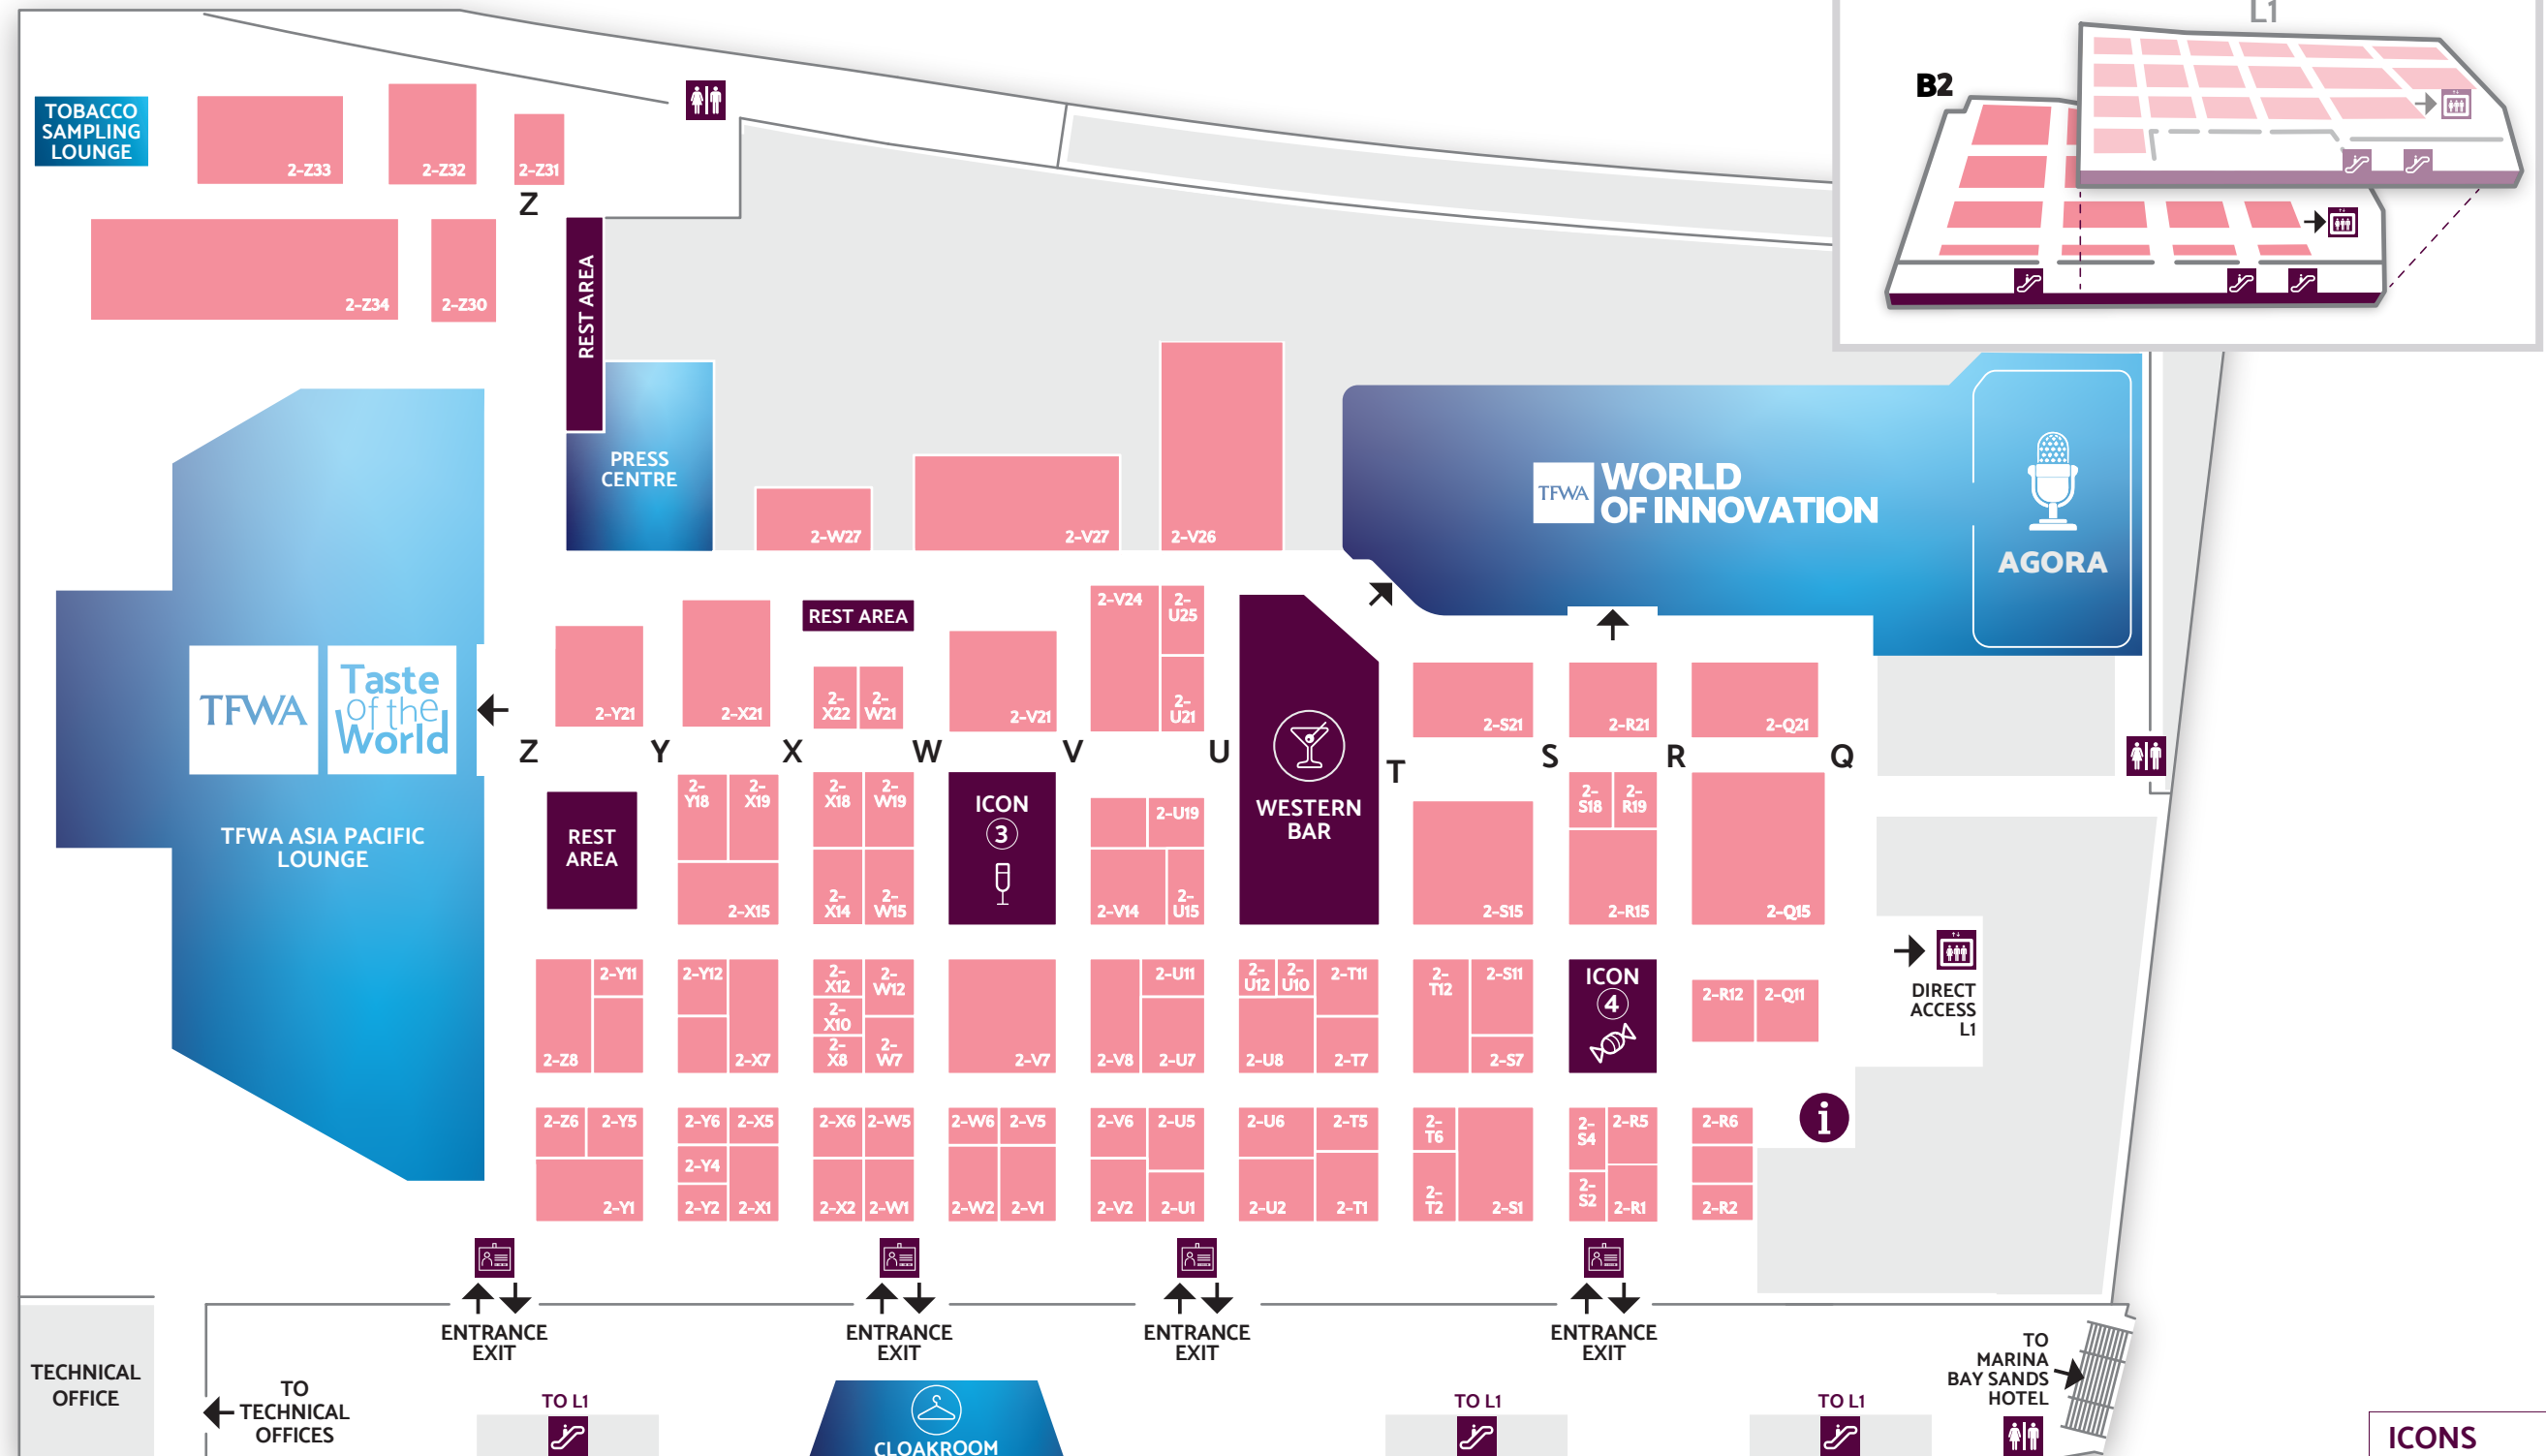 L1
B2
TOBACCO
SAMPLING
LOUNGE
2-Z33
2-Z32
2-Z31
Z
2-Z34
2-Z30
REST AREA
PRESS
CENTRE
2-W27
2-V27
2-V26
TFWA
WORLD
OF INNOVATION
AGORA
TFWA
Taste
of the
World
TFWA ASIA PACIFIC
LOUNGE
2-Y21
2-X21
REST AREA
2-
X22
2-
W21
2-V21
2-V24
2-
U25
2-
U21
WESTERN
BAR
2-S21
2-R21
2-Q21
Z
Y
X
W
V
U
T
S
R
Q
REST
AREA
2-
Y18
2-
X19
2-X15
2-
X18
2-
W19
2-
X14
2-
W15
ICON
3
2-U19
2-V14
2-
U15
2-S15
2-
S18
2-
R19
2-R15
2-Q15
2-Y11
2-Z8
2-Y12
2-X7
2-
X12
2-
W12
2-
X10
2-
X8
2-
W7
2-V7
2-U11
2-V8
2-U7
2-
U12
2-
U10
2-T11
2-U8
2-T7
2-
T12
2-S11
2-S7
ICON
4
2-R12
2-Q11
DIRECT
ACCESS
L1
i
2-Z6
2-Y5
2-Y1
2-Y6
2-X5
2-Y4
2-Y2
2-X1
2-X6
2-W5
2-X2
2-W1
2-W6
2-V5
2-W2
2-V1
2-V6
2-U5
2-V2
2-U1
2-U6
2-T5
2-U2
2-T1
2-
T6
2-
T2
2-S1
2-
S4
2-R5
2-
S2
2-R1
2-R6
2-R2
ENTRANCE
EXIT
ENTRANCE
EXIT
ENTRANCE
EXIT
ENTRANCE
EXIT
TECHNICAL
OFFICE
TO
TECHNICAL
OFFICES
TO L1
CLOAKROOM
TO L1
TO L1
TO
MARINA
BAY SANDS
HOTEL
ICONS